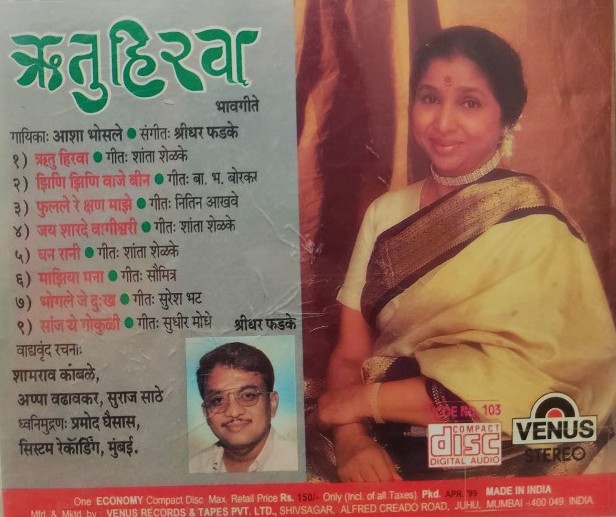 ऋतु हिरवा
भावगीते
गायिकाः आशा भोसले ● संगीतः श्रीधर फडके
१) ऋतु हिरवा ● गीतः शांता शेळके
२) झिणि झिणि वाजे बीन ● गीतः बा. भ. बोरकर
३) फुलले रे क्षण माझे ● गीतः नितिन आखवे
४) जय शारदे वागीश्वरी ● गीतः शांता शेळके
५) घन रानी ● गीतः शांता शेळके
६) माझिया मना ● गीतः सौमित्र
७) भोगले जे दुःख ● गीतः सुरेश भट
९) सांज ये गोकुळी ● गीतः सुधीर मोघे
श्रीधर फडके
वाद्यवृंद रचनाः
शामराव कांबळे,
अप्पा वढावकर, सुराज साठे
ध्वनिमुद्रणः प्रमोद घैसास,
सिस्टम रेकॉर्डिंग, मुंबई.
CODE No. 103
COMPACT
disc
DIGITAL AUDIO
VENUS
STEREO
One ECONOMY Compact Disc Max. Retail Price Rs. 150/- Only (Incl. of all Taxes) Pkd. APR. '99 MADE IN INDIA
Mfd & Mktd by: VENUS RECORDS & TAPES PVT. LTD., SHIVSAGAR, ALFRED CREADO ROAD, JUHU, MUMBAI -400 049. INDIA